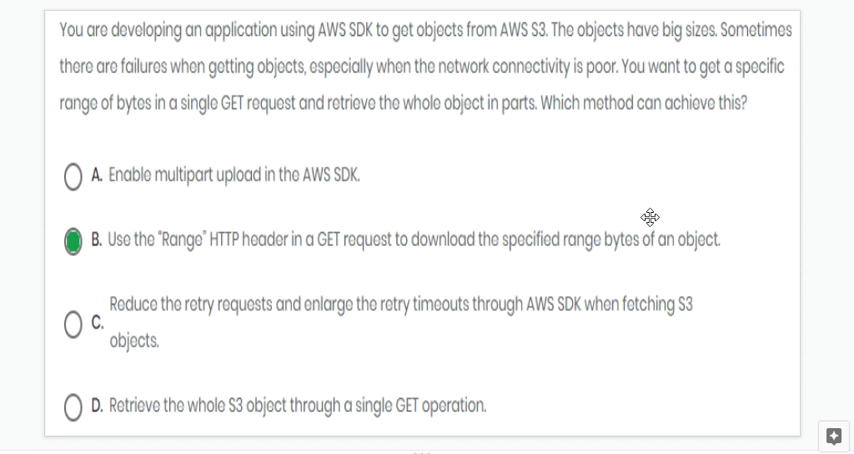 You are developing an application using AWS SDK to get objects from AWS S3. The objects have big sizes. Sometimes
there are failures when getting objects, especially when the network connectivity is poor. You want to get a specific
range of bytes in a single GET request and retrieve the whole object in parts. Which method can achieve this?
A. Enable multipart upload in the AWS SDK.
B. Use the "Range" HTTP header in a GET request to download the specified range bytes of an object.
C. Reduce the retry requests and enlarge the retry timeouts through AWS SDK when fetching S3
objects.
D. Retrieve the whole S3 object through a single GET operation.